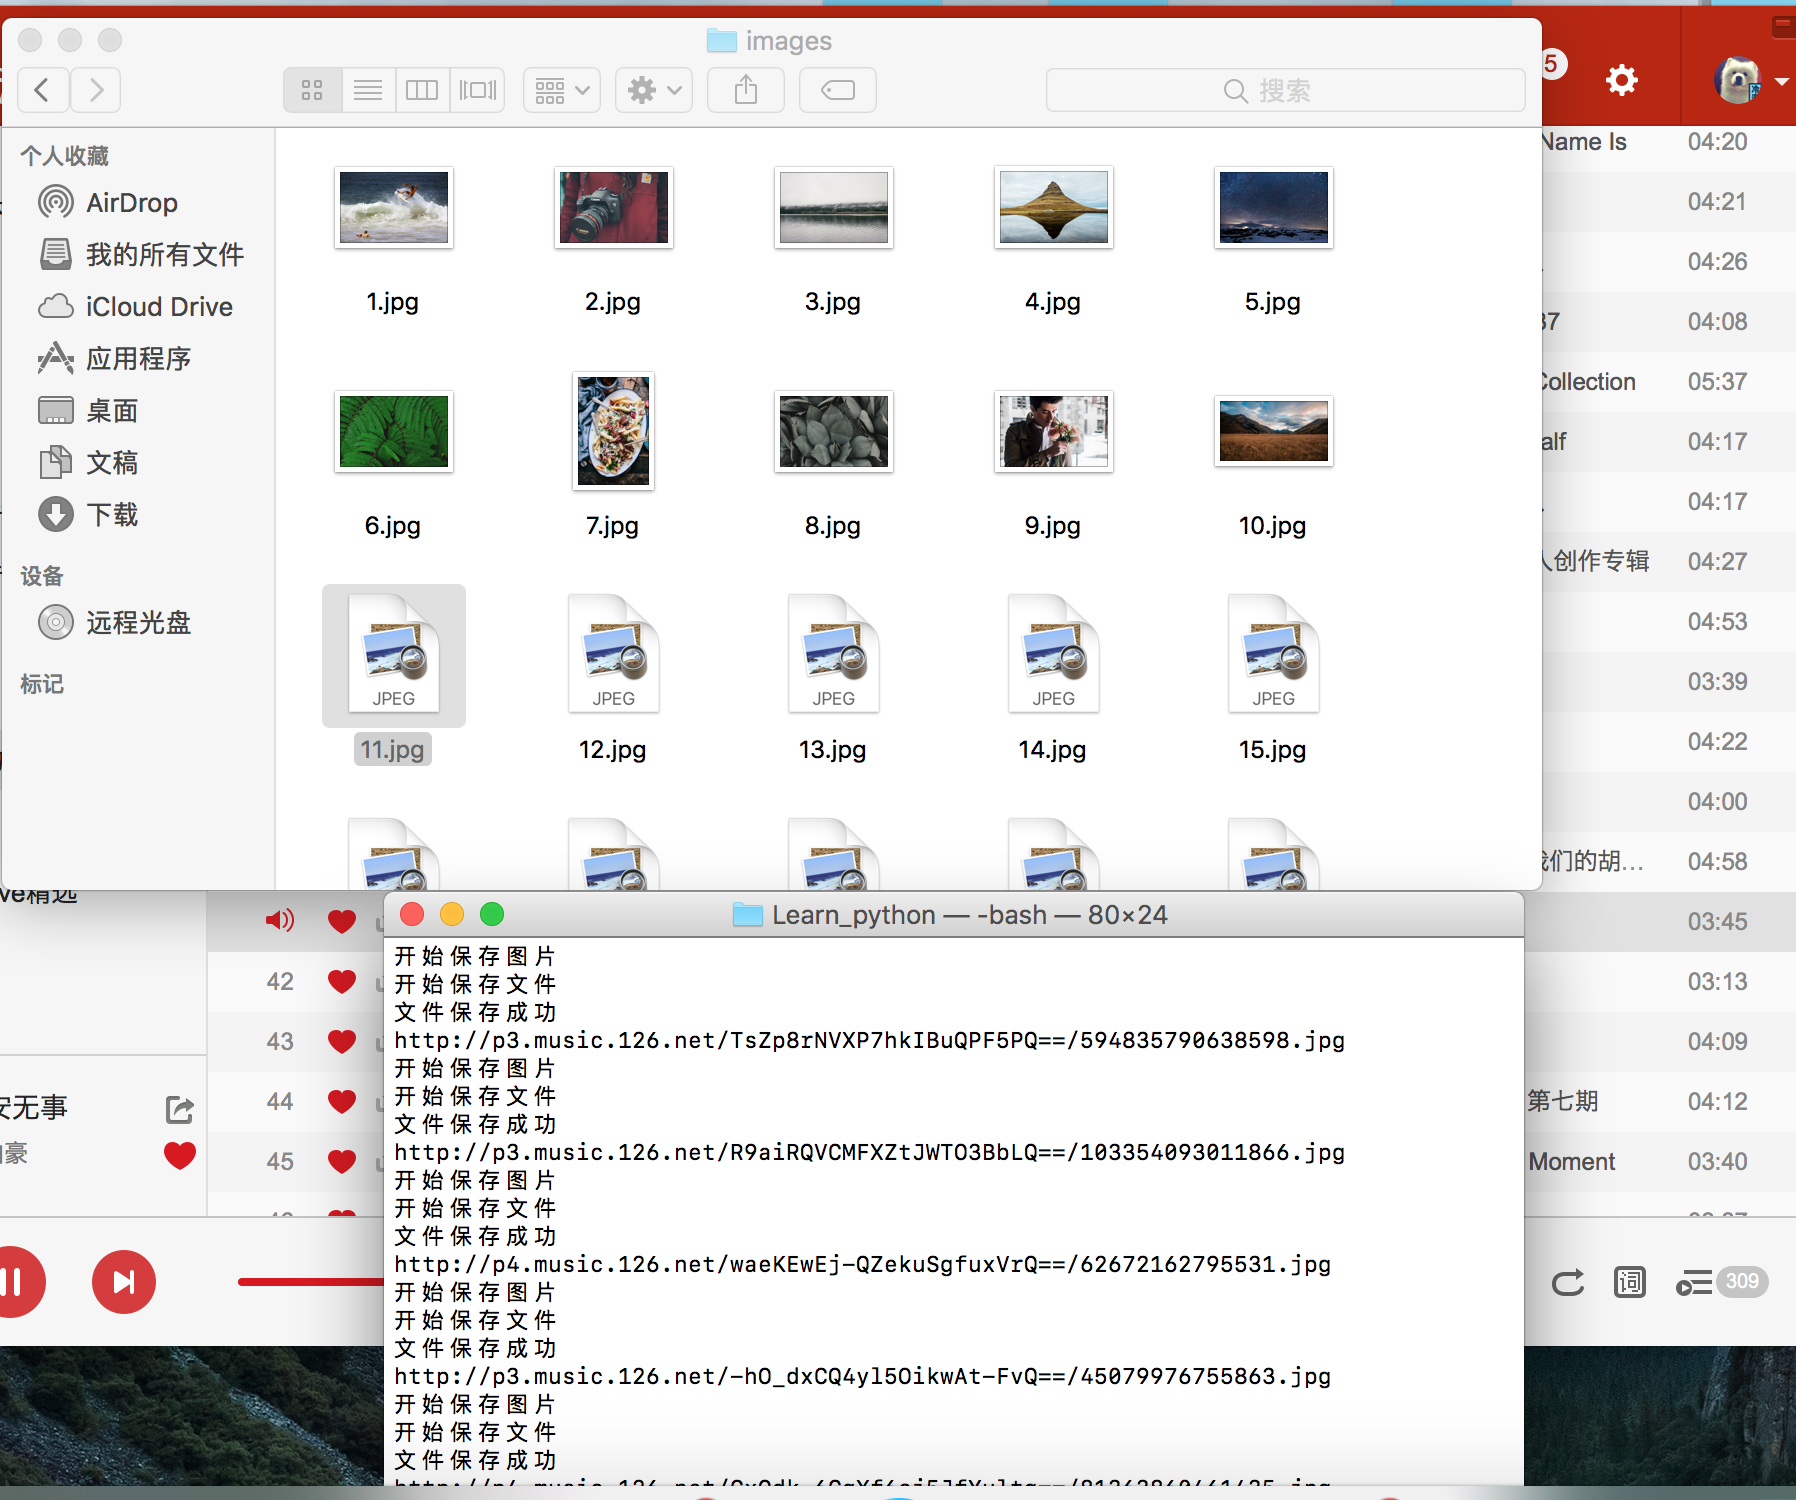 images
搜索
个人收藏
AirDrop
我的所有文件
iCloud Drive
应用程序
桌面
文稿
下载
设备
远程光盘
标记
1.jpg
2.jpg
3.jpg
4.jpg
5.jpg
6.jpg
7.jpg
8.jpg
9.jpg
10.jpg
JPEG
JPEG
JPEG
JPEG
JPEG
11.jpg
12.jpg
13.jpg
14.jpg
15.jpg
5
Name Is
04:20
04:21
04:26
37
04:08
Collection
05:37
alf
04:17
04:17
人创作专辑
04:27
04:53
03:39
04:22
04:00
我们的胡...
04:58
03:45
03:13
04:09
第七期
04:12
Moment
03:40
ve精选
42
43
44
45
安无事
豪
词
309
Learn_python — -bash — 80×24
开始保存图片
开始保存文件
文件保存成功
http://p3.music.126.net/TsZp8rNVXP7hkIBuQPF5PQ==/594835790638598.jpg
开始保存图片
开始保存文件
文件保存成功
http://p3.music.126.net/R9aiRQVCMFXZtJWTO3BbLQ==/103354093011866.jpg
开始保存图片
开始保存文件
文件保存成功
http://p4.music.126.net/waeKEwEj-QZekuSgfuxVrQ==/62672162795531.jpg
开始保存图片
开始保存文件
文件保存成功
http://p3.music.126.net/-hO_dxCQ4yl5OikwAt-FvQ==/45079976755863.jpg
开始保存图片
开始保存文件
文件保存成功